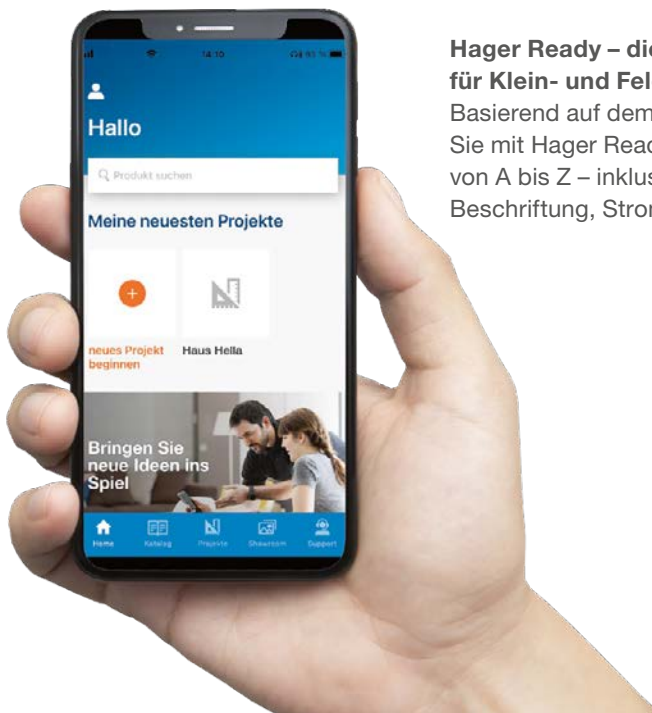 14:10
Hallo
Produkt suchen
Meine neuesten Projekte
neues Projekt
beginnen
Haus Hella
Bringen Sie
neue Ideen ins
Spiel
Home
Katalog
Projekte
Showroom
Support
Hager Ready – die
für Klein- und Fel
Basierend auf dem
Sie mit Hager Read
von A bis Z – inklus
Beschriftung, Stron